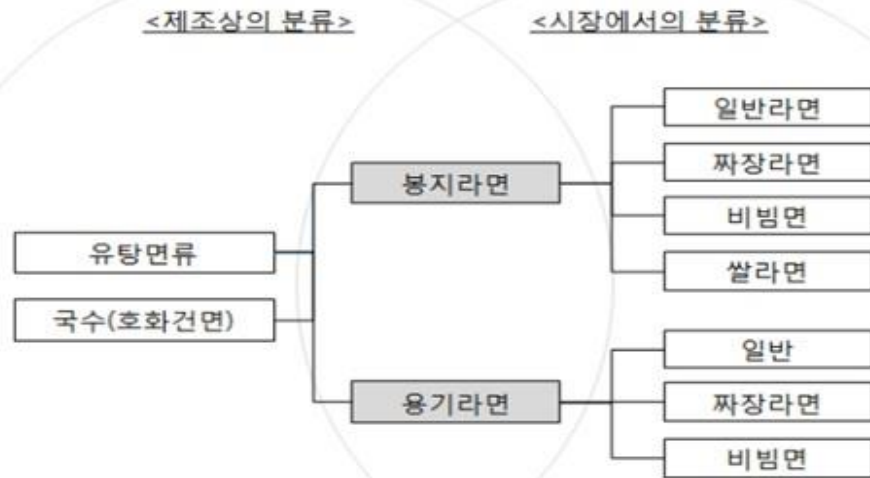 <제조상의 분류>
<시장에서의 분류>
유탕면류
국수(호화건면)
봉지라면
용기라면
일반라면
짜장라면
비빔면
쌀라면
일반
짜장라면
비빔면